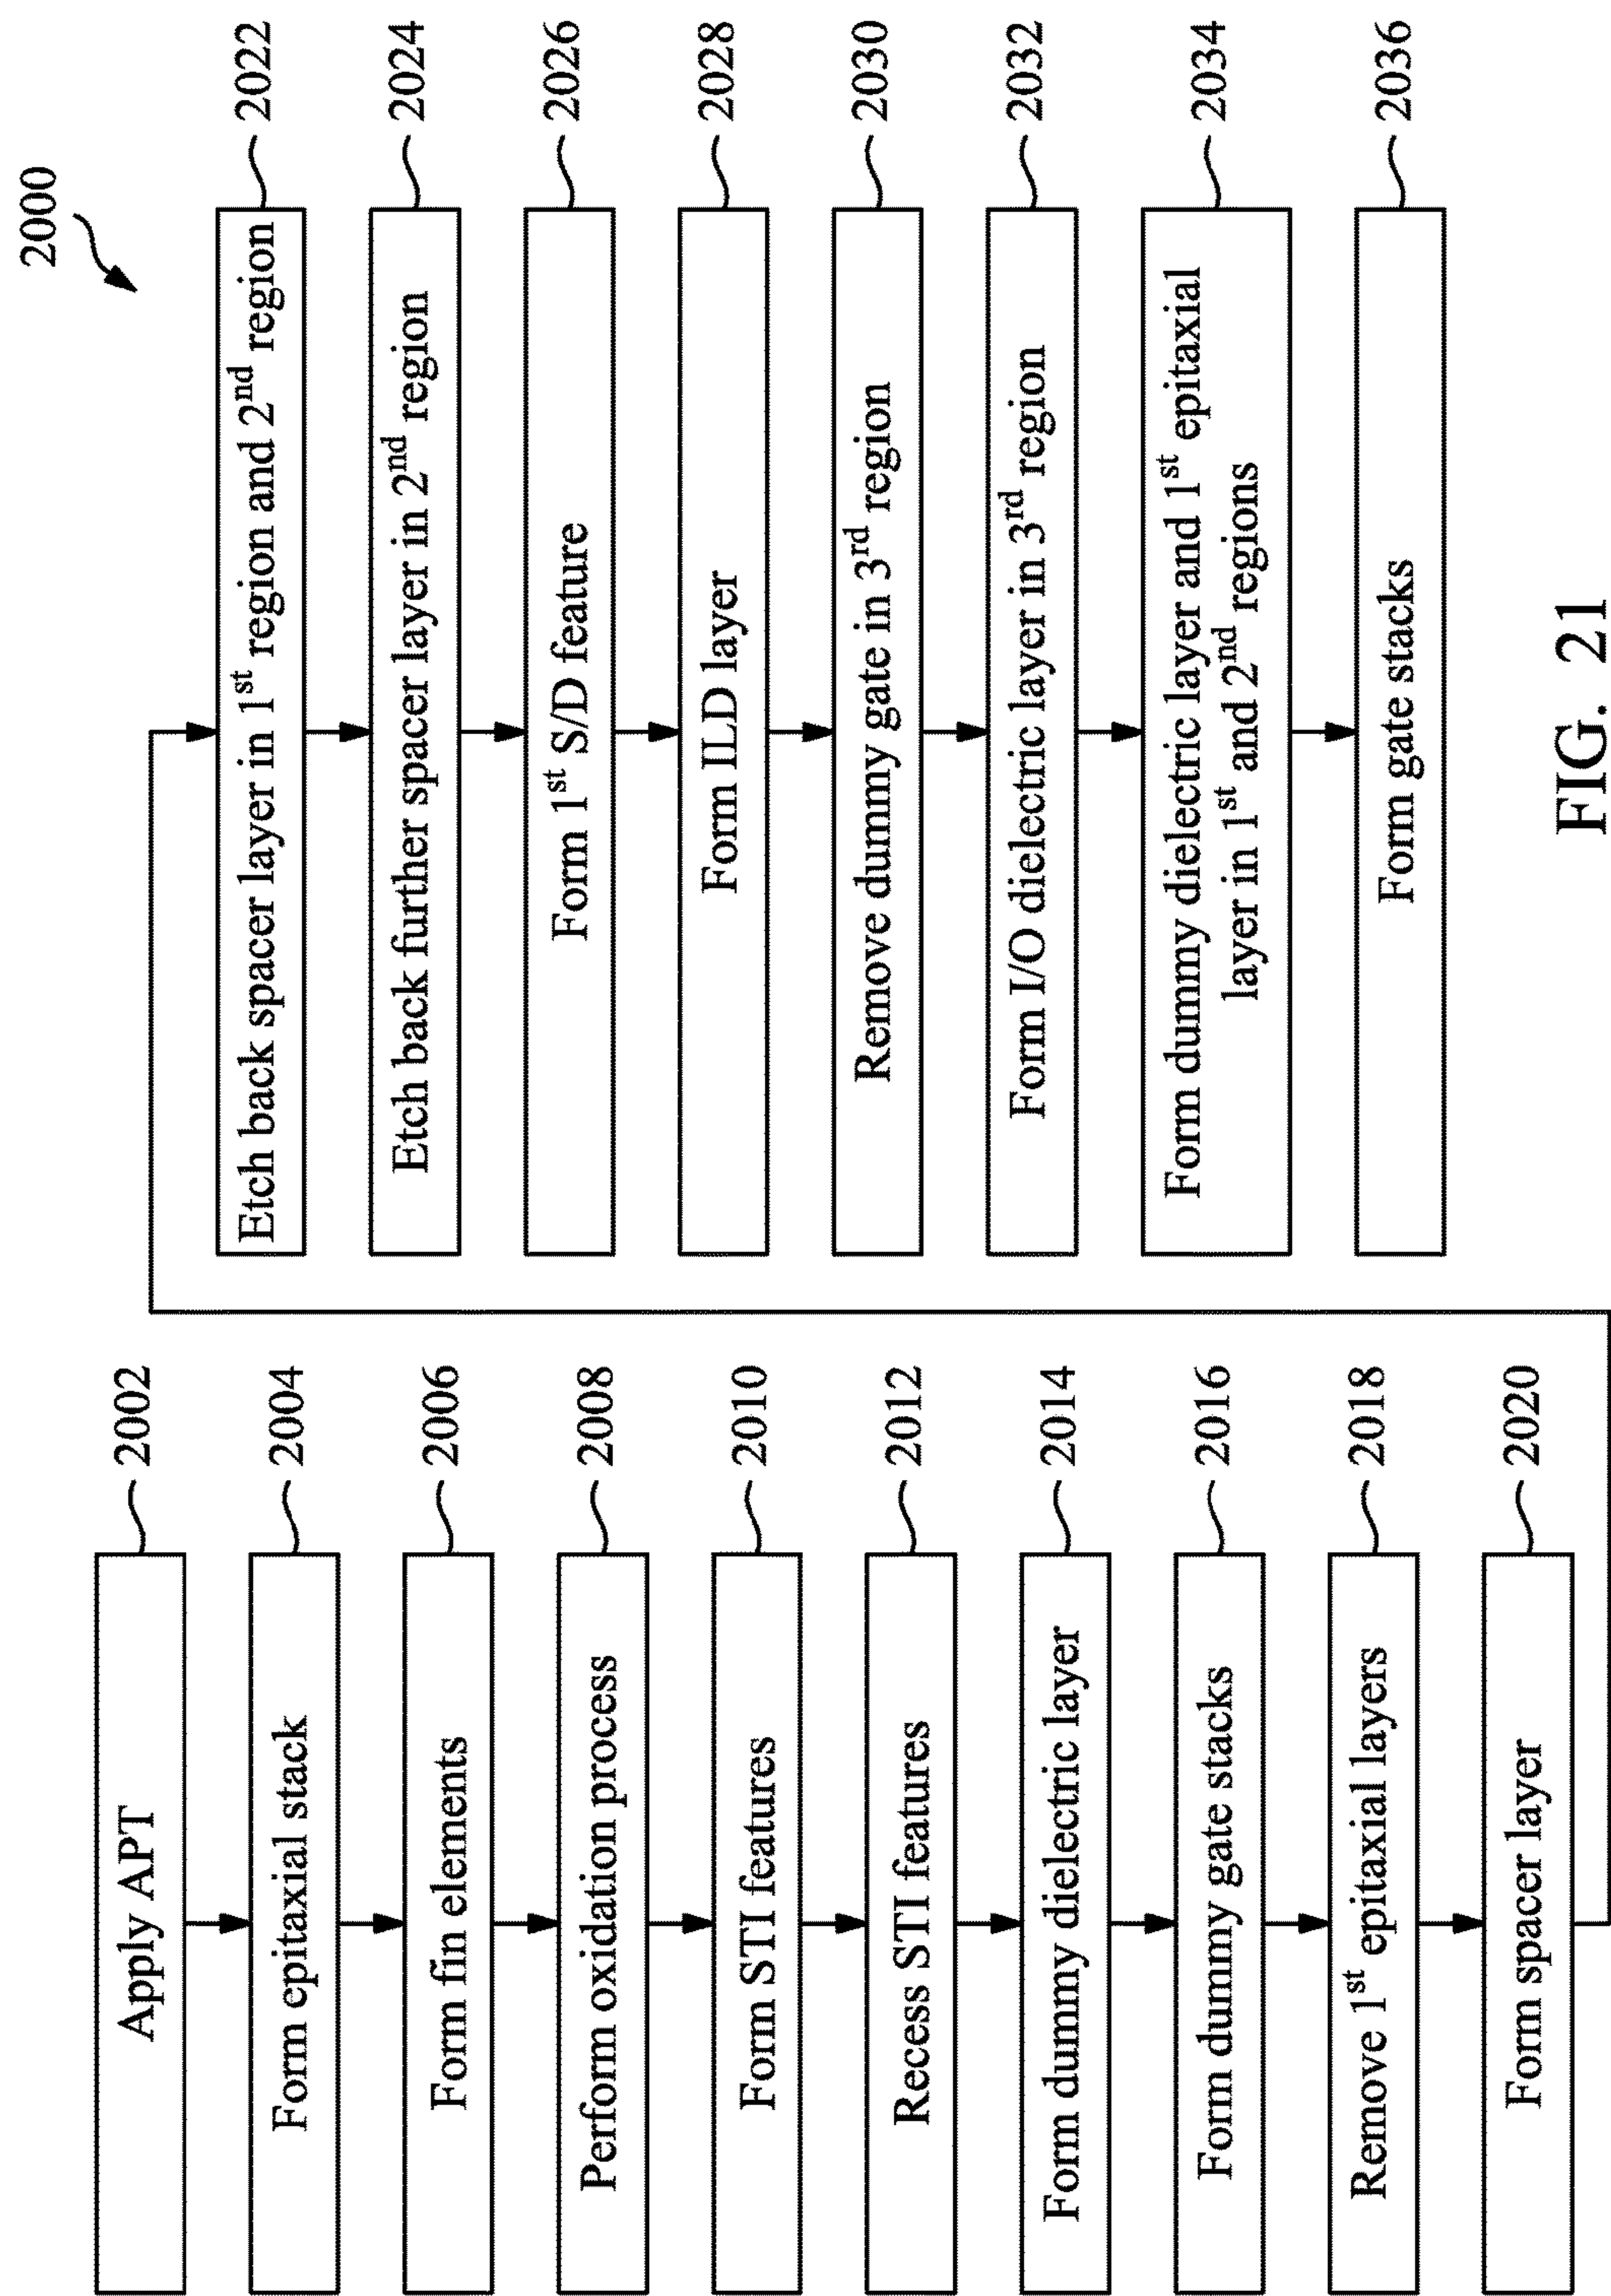 2000
Apply APT
2002
Form epitaxial stack
2004
Form fin elements
2006
Perform oxidation process
2008
Form STI features
2010
Recess STI features
2012
Form dummy dielectric layer
2014
Form dummy gate stacks
2016
Remove 1st epitaxial layers
2018
Form spacer layer
2020
Etch back spacer layer in 1st region and 2nd region
2022
Etch back further spacer layer in 2nd region
2024
Form 1st S/D feature
2026
Form ILD layer
2028
Remove dummy gate in 3rd region
2030
Form I/O dielectric layer in 3rd region
2032
Form dummy dielectric layer and 1st epitaxial
layer in 1st and 2nd regions
2034
Form gate stacks
2036
FIG. 21